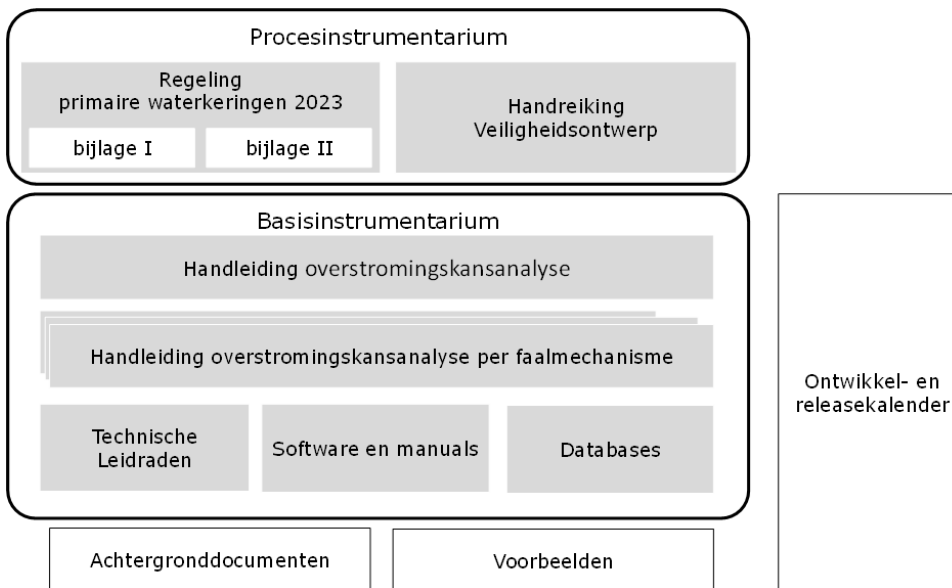 Procesinstrumentarium
Regeling
primaire waterkeringen 2023
bijlage I
bijlage II
Handreiking
Veiligheidsontwerp
Basisinstrumentarium
Handleiding overstromingskansanalyse
Handleiding overstromingskansanalyse per faalmechanisme
Technische
Leidraden
Software en manuals
Databases
Ontwikkel- en
releasekalender
Achtergronddocumenten
Voorbeelden